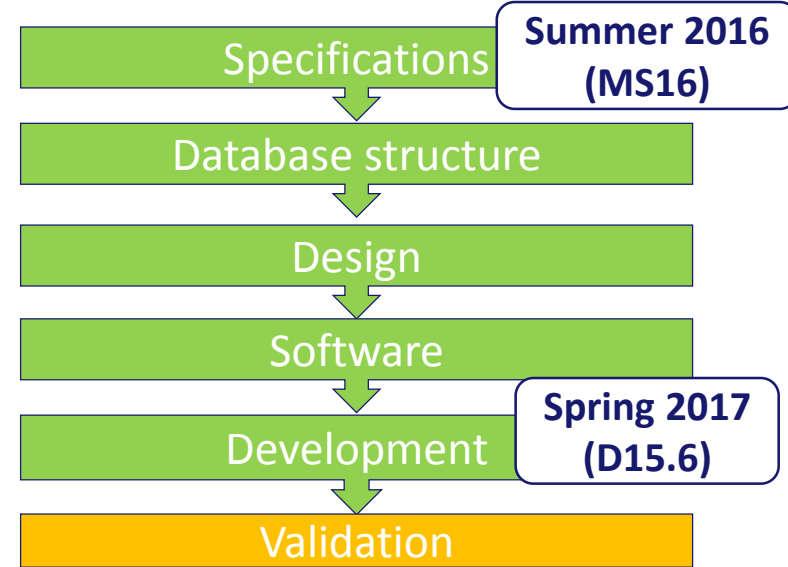 Specifications
Summer 2016
(MS16)
Database structure
Design
Software
Development
Spring 2017
(D15.6)
Validation